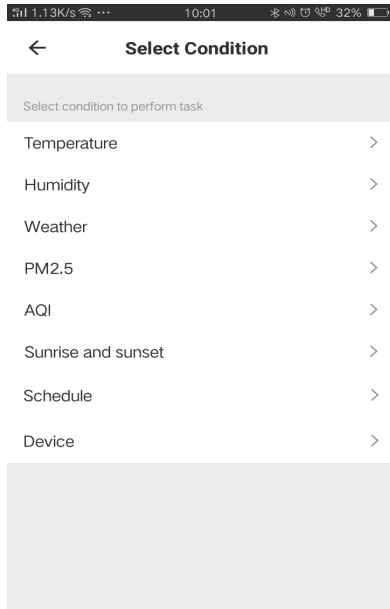 1.13K/s ... 10:01 32%
Select Condition
Select condition to perform task
Temperature
Humidity
Weather
PM2.5
AQI
Sunrise and sunset
Schedule
Device